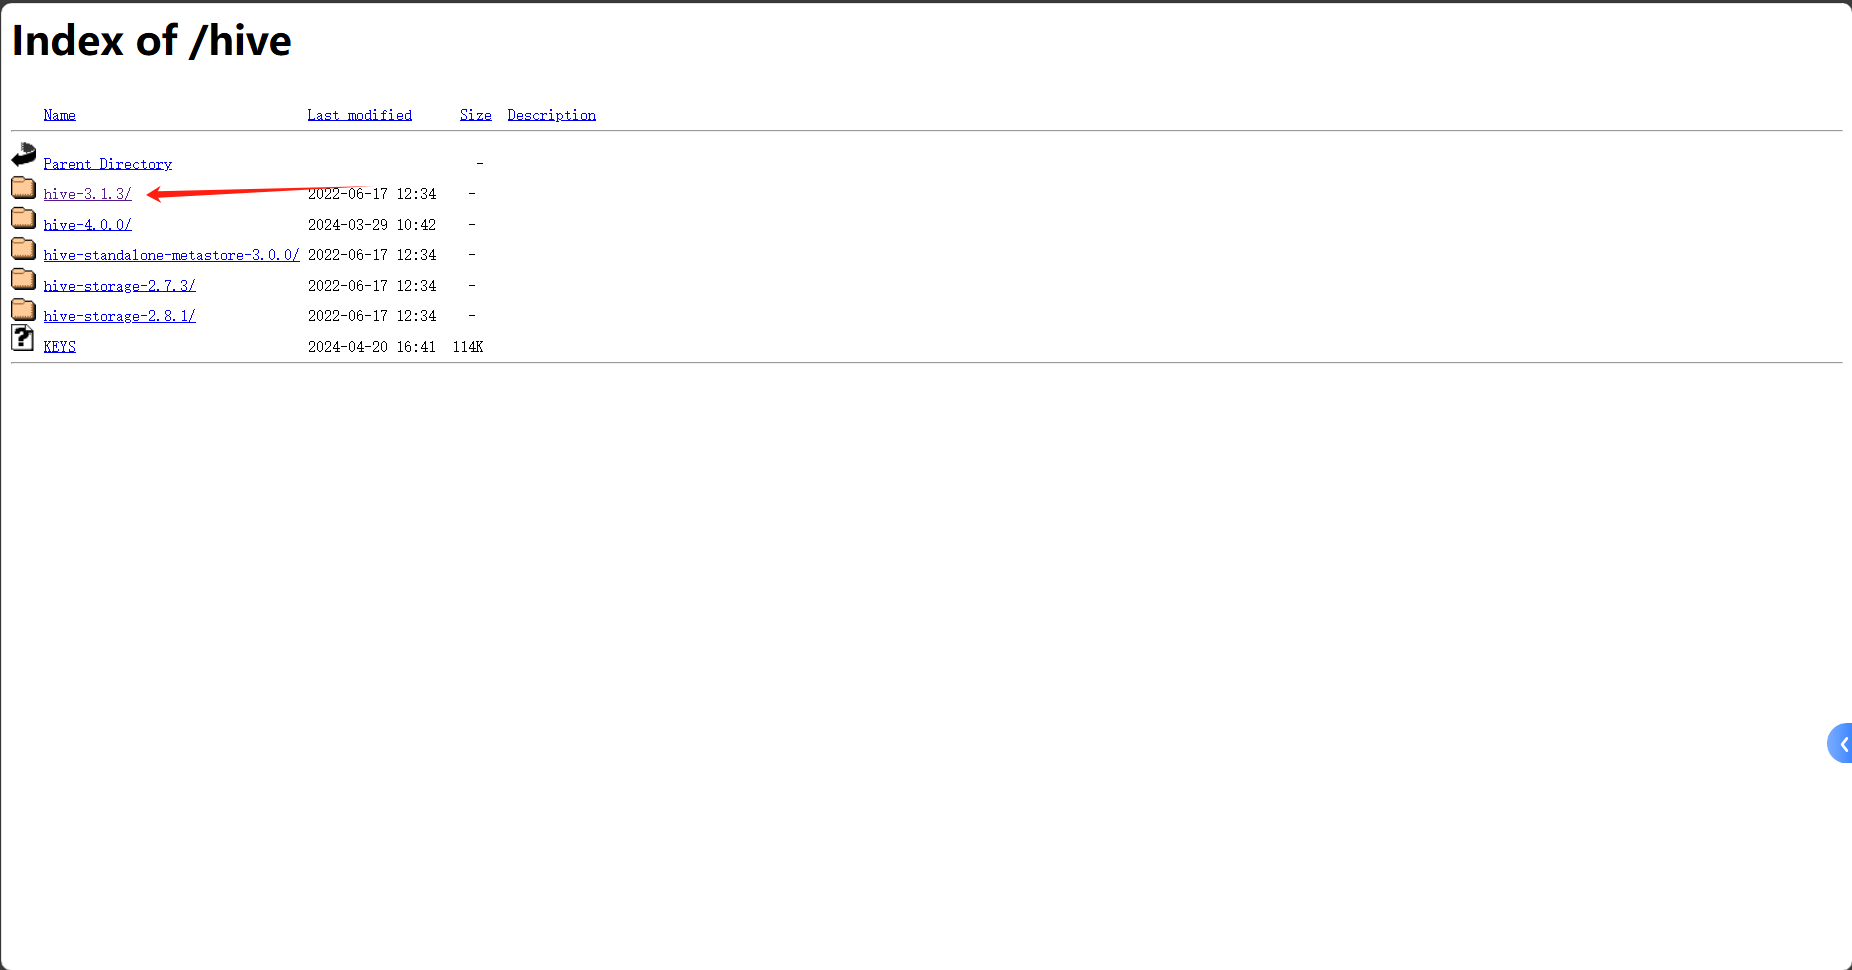 Index of /hive
Name Last modified Size Description
Parent Directory -
hive-3.1.3/ 2022-06-17 12:34 -
hive-4.0.0/ 2024-03-29 10:42 -
hive-standalone-metastore-3.0.0/ 2022-06-17 12:34 -
hive-storage-2.7.3/ 2022-06-17 12:34 -
hive-storage-2.8.1/ 2022-06-17 12:34 -
KEYS 2024-04-20 16:41 114K